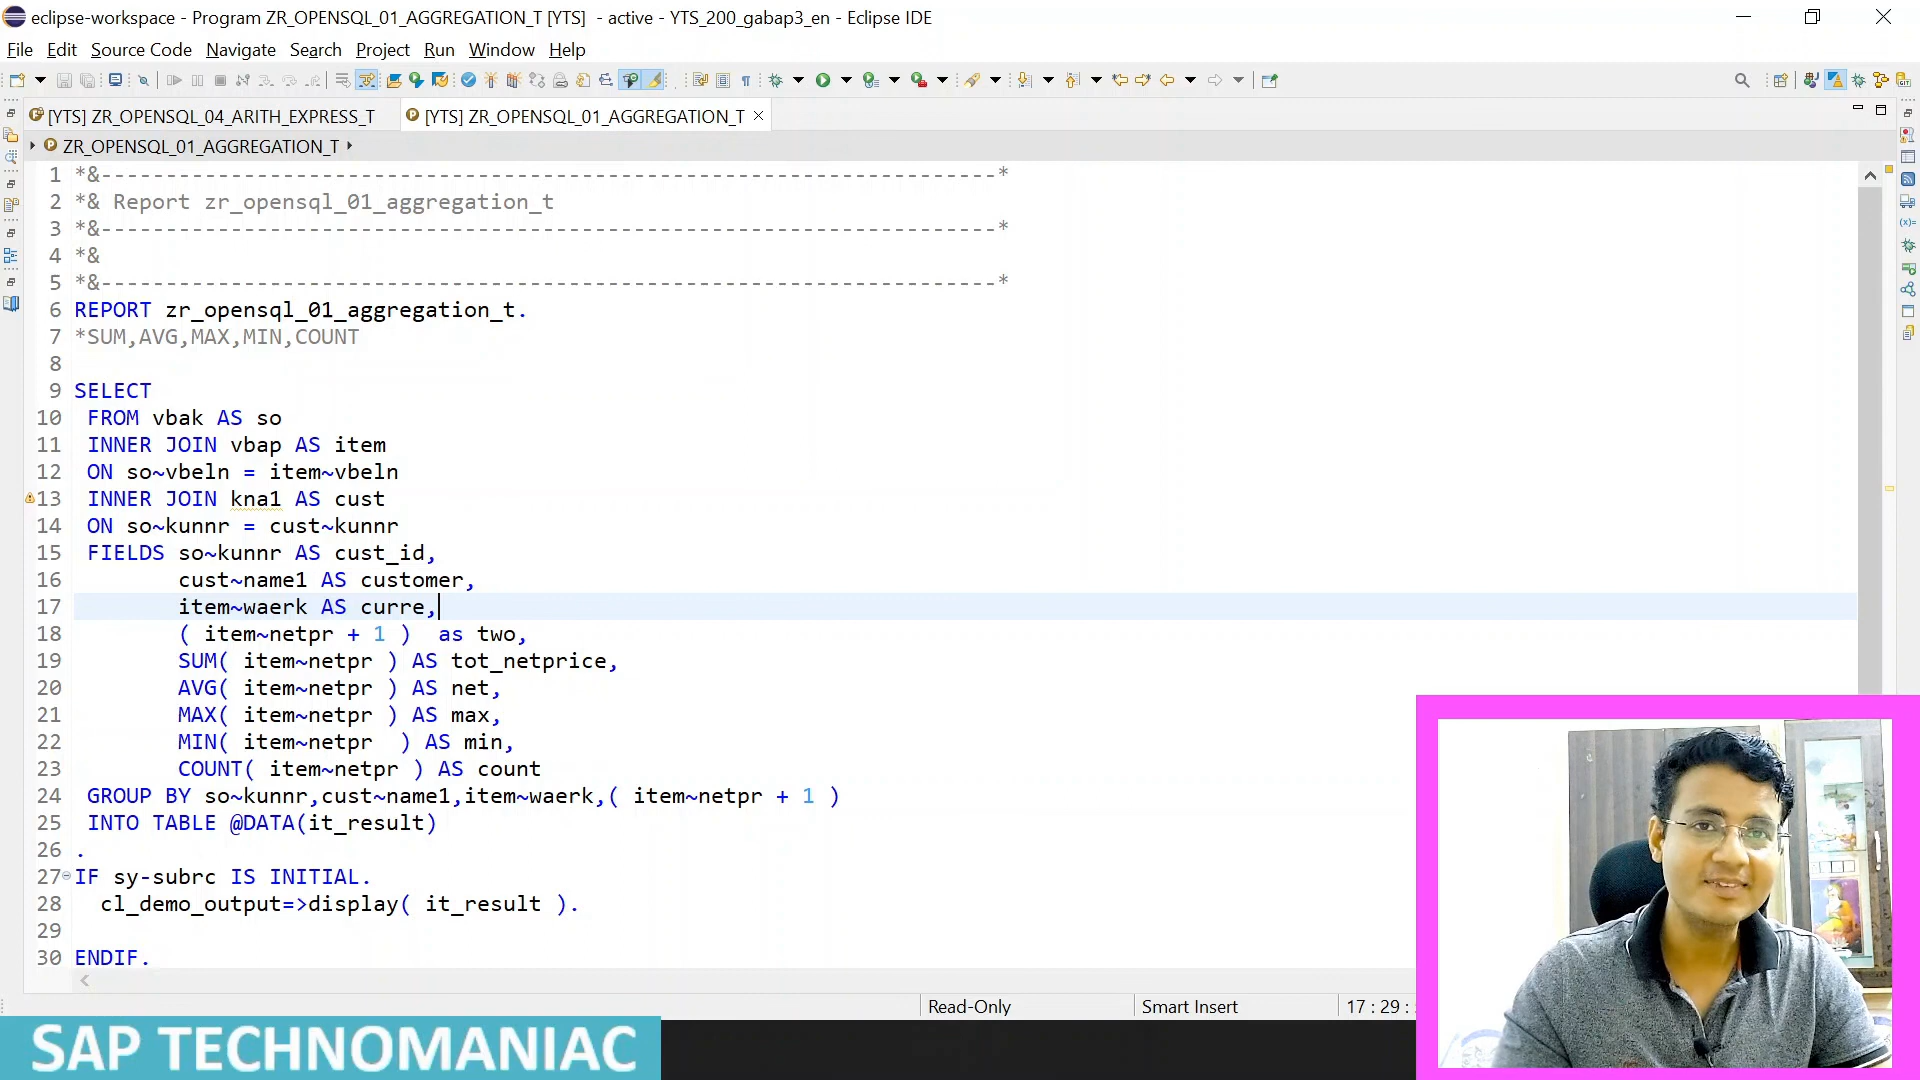 eclipse-workspace - Program ZR_OPENSQL_01_AGGREGATION_T [YTS]  - active - YTS_200_gabap3_en - Eclipse IDE
File Edit Source Code Navigate Search Project Run Window Help
[YTS] ZR_OPENSQL_04_ARITH_EXPRESS_T [YTS] ZR_OPENSQL_01_AGGREGATION_T
ZR_OPENSQL_01_AGGREGATION_T
1 *&---------------------------------------------------------------------*
2 *& Report zr_opensql_01_aggregation_t
3 *&---------------------------------------------------------------------*
4 *&
5 *&---------------------------------------------------------------------*
6 REPORT zr_opensql_01_aggregation_t.
7 *SUM,AVG,MAX,MIN,COUNT
8
9 SELECT
10 FROM vbak AS so
11 INNER JOIN vbap AS item
12 ON so~vbeln = item~vbeln
13 INNER JOIN kna1 AS cust
14 ON so~kunnr = cust~kunnr
15 FIELDS so~kunnr AS cust_id,
16 cust~name1 AS customer,
17 item~waerk AS curre,
18 ( item~netpr + 1 )  as two,
19 SUM( item~netpr ) AS tot_netprice,
20 AVG( item~netpr ) AS net,
21 MAX( item~netpr ) AS max,
22 MIN( item~netpr  ) AS min,
23 COUNT( item~netpr ) AS count
24 GROUP BY so~kunnr,cust~name1,item~waerk,( item~netpr + 1 )
25 INTO TABLE @DATA(it_result)
26 .
27 IF sy-subrc IS INITIAL.
28 cl_demo_output=>display( it_result ).
29
30 ENDIF.
Read-Only Smart Insert 17 : 29 :
SAP TECHNOMANIAC